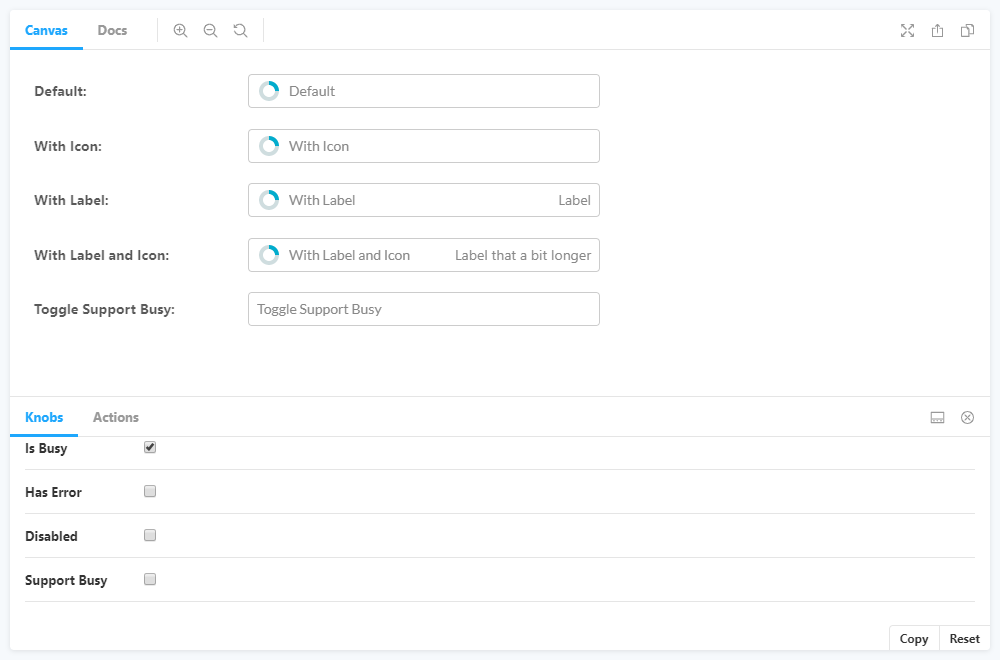 Canvas Docs
Default: Default
With Icon: With Icon
With Label: With Label Label
With Label and Icon: With Label and Icon Label that a bit longer
Toggle Support Busy: Toggle Support Busy
Knobs Actions
Is Busy
Has Error
Disabled
Support Busy
Copy Reset